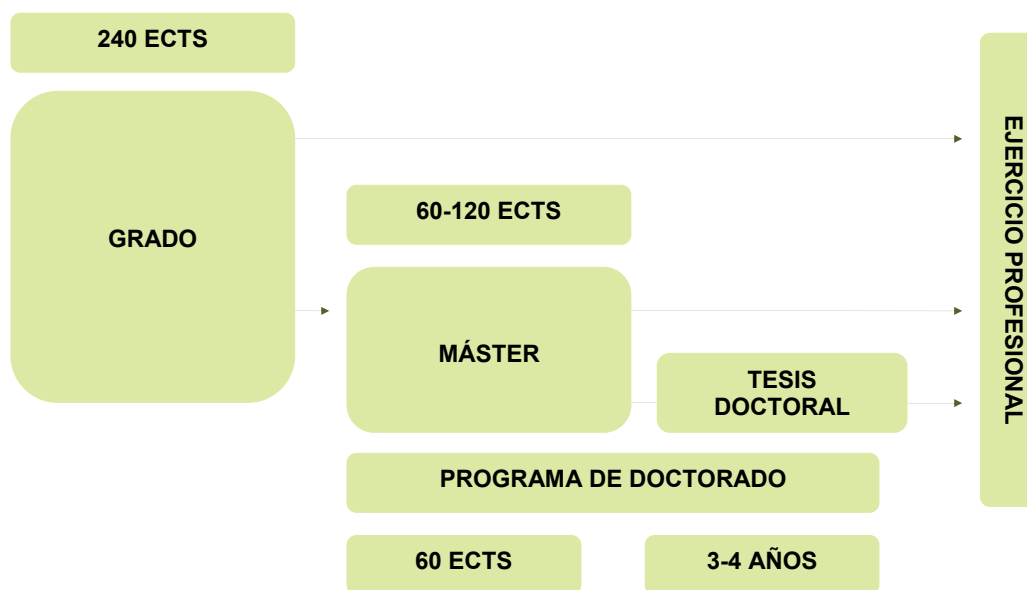 240 ECTS
GRADO
60-120 ECTS
MÁSTER
TESIS
DOCTORAL
PROGRAMA DE DOCTORADO
60 ECTS
3-4 AÑOS
EJERCICIO PROFESIONAL